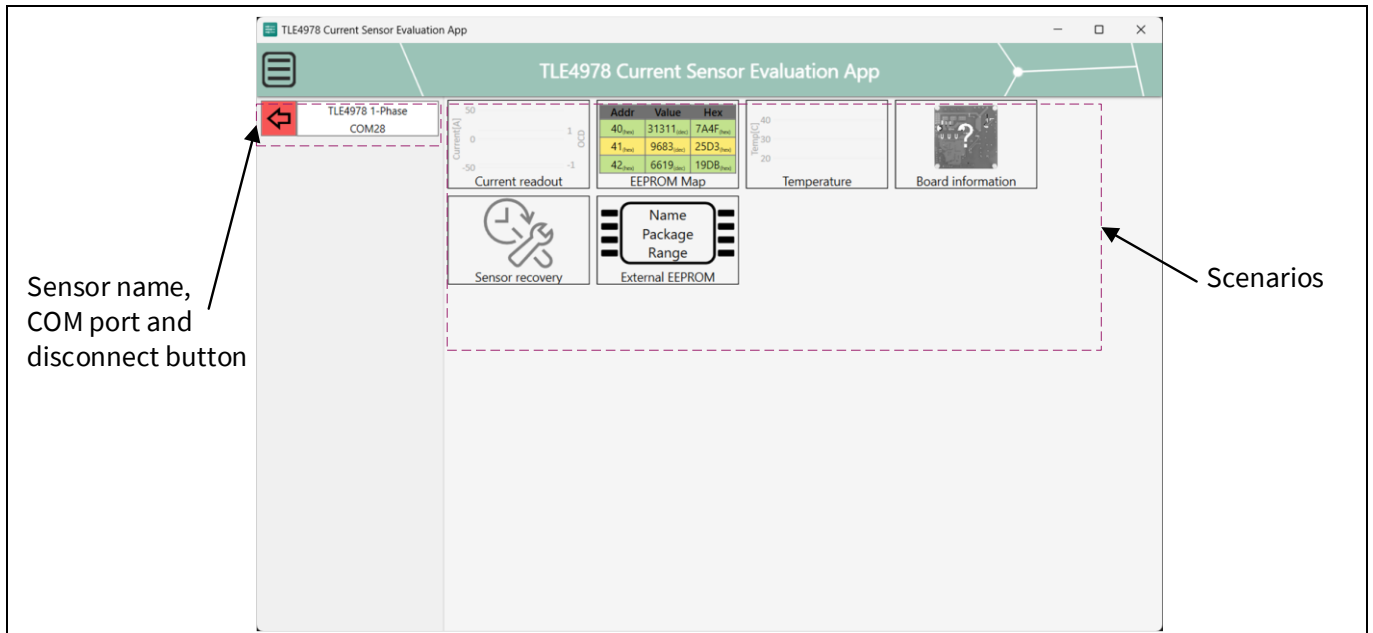 TLE4978 Current Sensor Evaluation App
TLE4978 Current Sensor Evaluation App
TLE4978 1-Phase
COM28
50
0
-50
Current[A]
1
-1
OCD
Current readout
Addr Value Hex
40(hex) 31311(dec) 7A4F(hex)
41(hex) 9683(dec) 25D3(hex)
42(hex) 6619(dec) 19DB(hex)
EEPROM Map
40
30
20
Temp[C]
Temperature
?
Board information
Sensor recovery
Name
Package
Range
External EEPROM
Sensor name,
COM port and
disconnect button
Scenarios